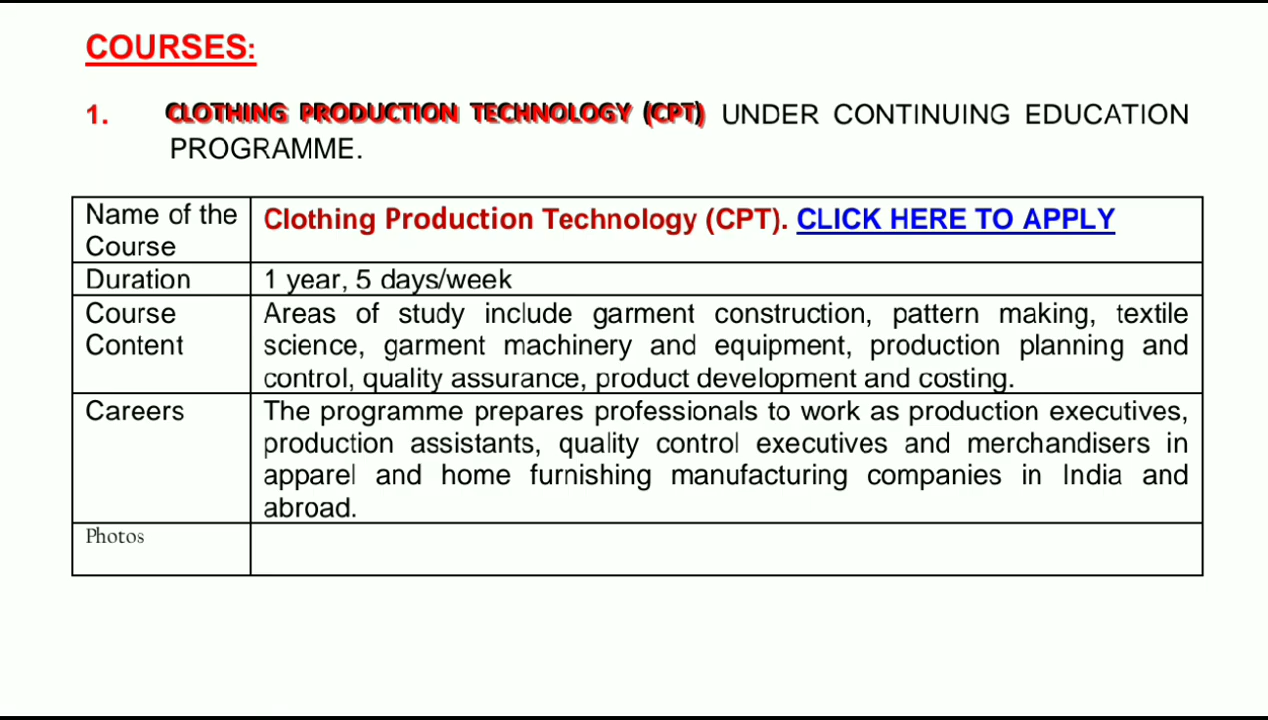 COURSES:
1. CLOTHING PRODUCTION TECHNOLOGY (CPT) UNDER CONTINUING EDUCATION
PROGRAMME.
Name of the
Course
Clothing Production Technology (CPT). CLICK HERE TO APPLY
Duration
1 year, 5 days/week
Course
Content
Areas of study include garment construction, pattern making, textile
science, garment machinery and equipment, production planning and
control, quality assurance, product development and costing.
Careers
The programme prepares professionals to work as production executives,
production assistants, quality control executives and merchandisers in
apparel and home furnishing manufacturing companies in India and
abroad.
Photos